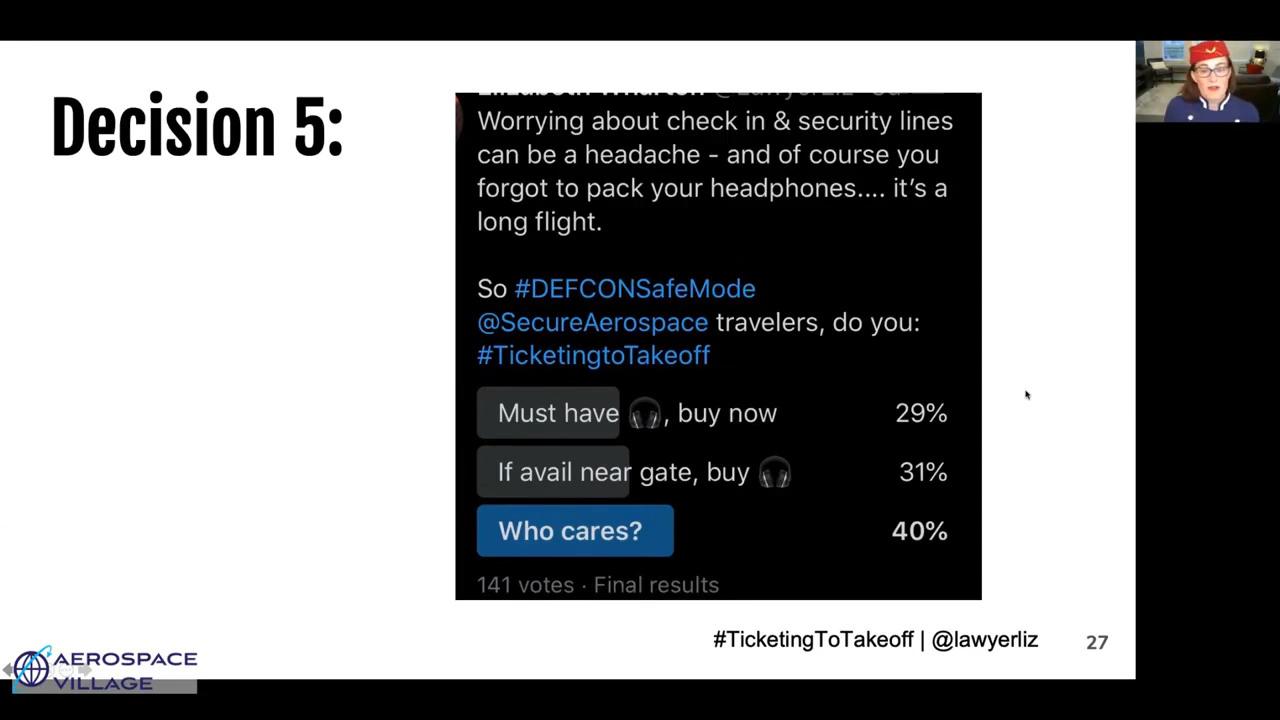 Decision 5:
Worrying about check in & security lines
can be a headache - and of course you
forgot to pack your headphones.... it’s a
long flight.
So #DEFCONSafeMode
@SecureAerospace travelers, do you:
#TicketingtoTakeoff
Must have 🎧, buy now 29%
If avail near gate, buy 🎧 31%
Who cares? 40%
141 votes · Final results
#TicketingToTakeoff | @lawyerliz 27
AEROSPACE
VILLAGE